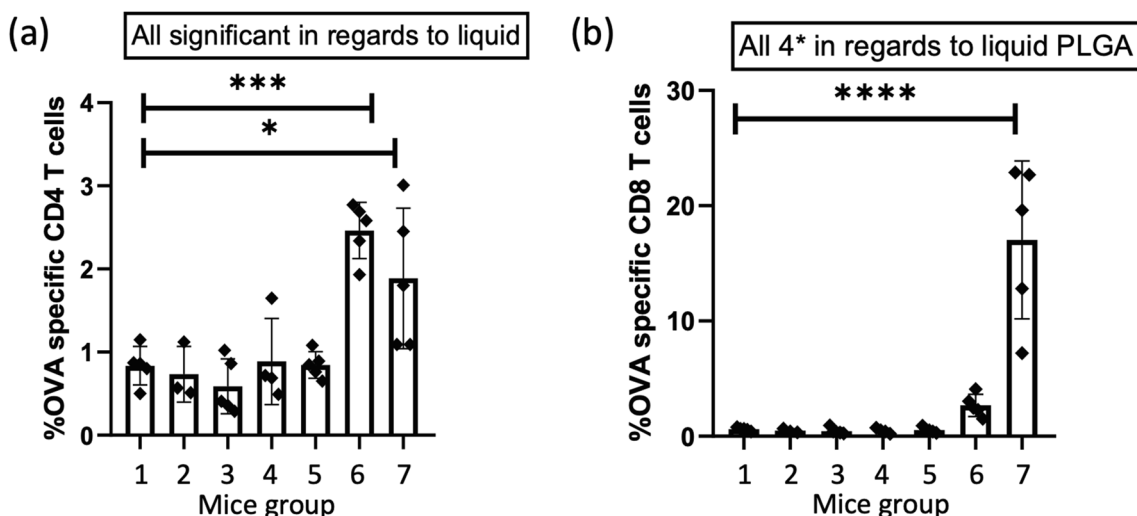 (a)
All significant in regards to liquid
***
*
%OVA specific CD4 T cells
4
3
2
1
0
1 2 3 4 5 6 7
Mice group
(b)
All 4* in regards to liquid PLGA
****
%OVA specific CD8 T cells
30
20
10
0
1 2 3 4 5 6 7
Mice group